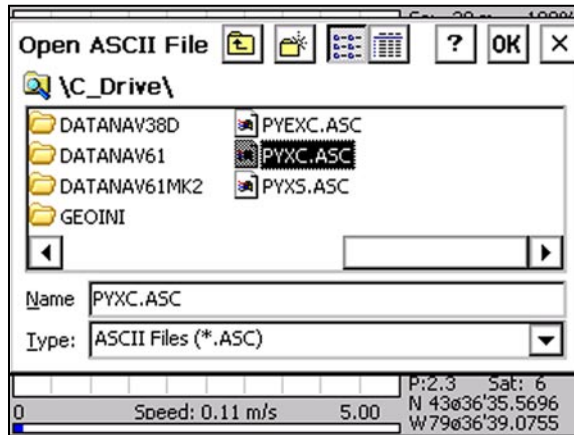 Open ASCII File ? OK ×
\C_Drive\
DATANAV38D PYEXC.ASC
DATANAV61 PYXC.ASC
DATANAV61MK2 PYXS.ASC
GEOINI
Name PYXC.ASC
Type: ASCII Files (*.ASC)
P:2.3 Sat: 6
0 Speed: 0.11 m/s 5.00 N 43ø36'35.5696
W79ø36'39.0755